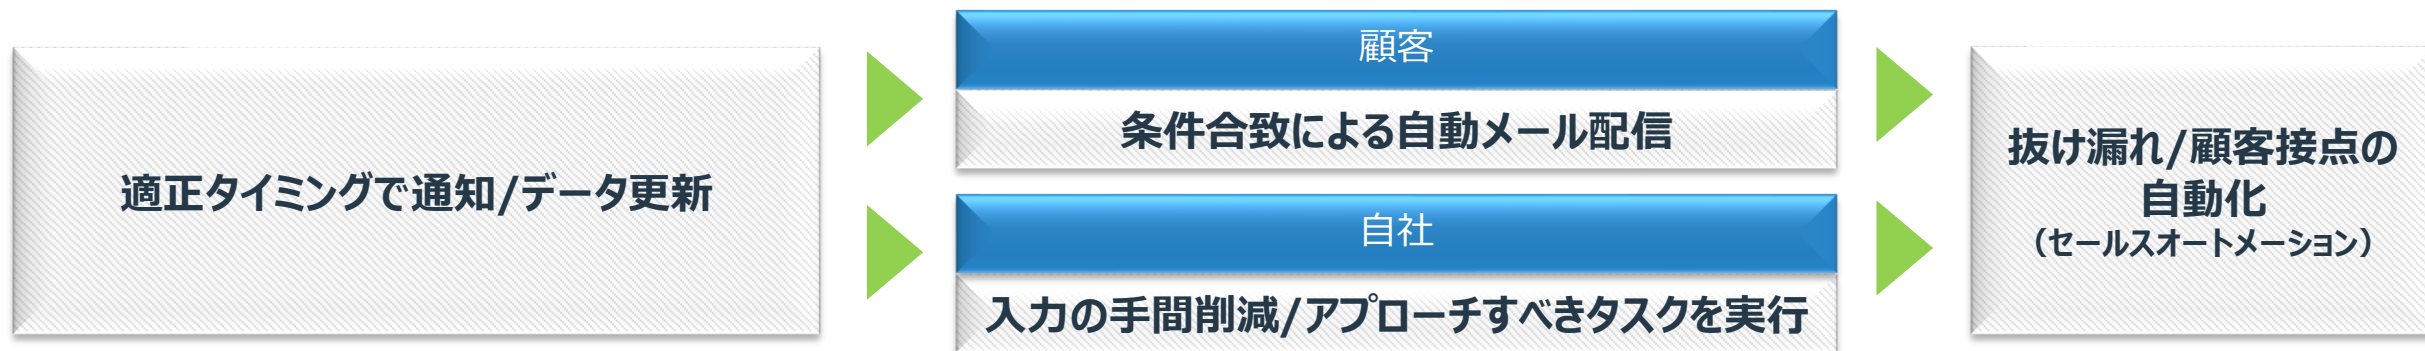 適正タイミングで通知/データ更新
顧客
条件合致による自動メール配信
自社
入力の手間削減/アプローチすべきタスクを実行
抜け漏れ/顧客接点の
自動化
（セールスオートメーション）